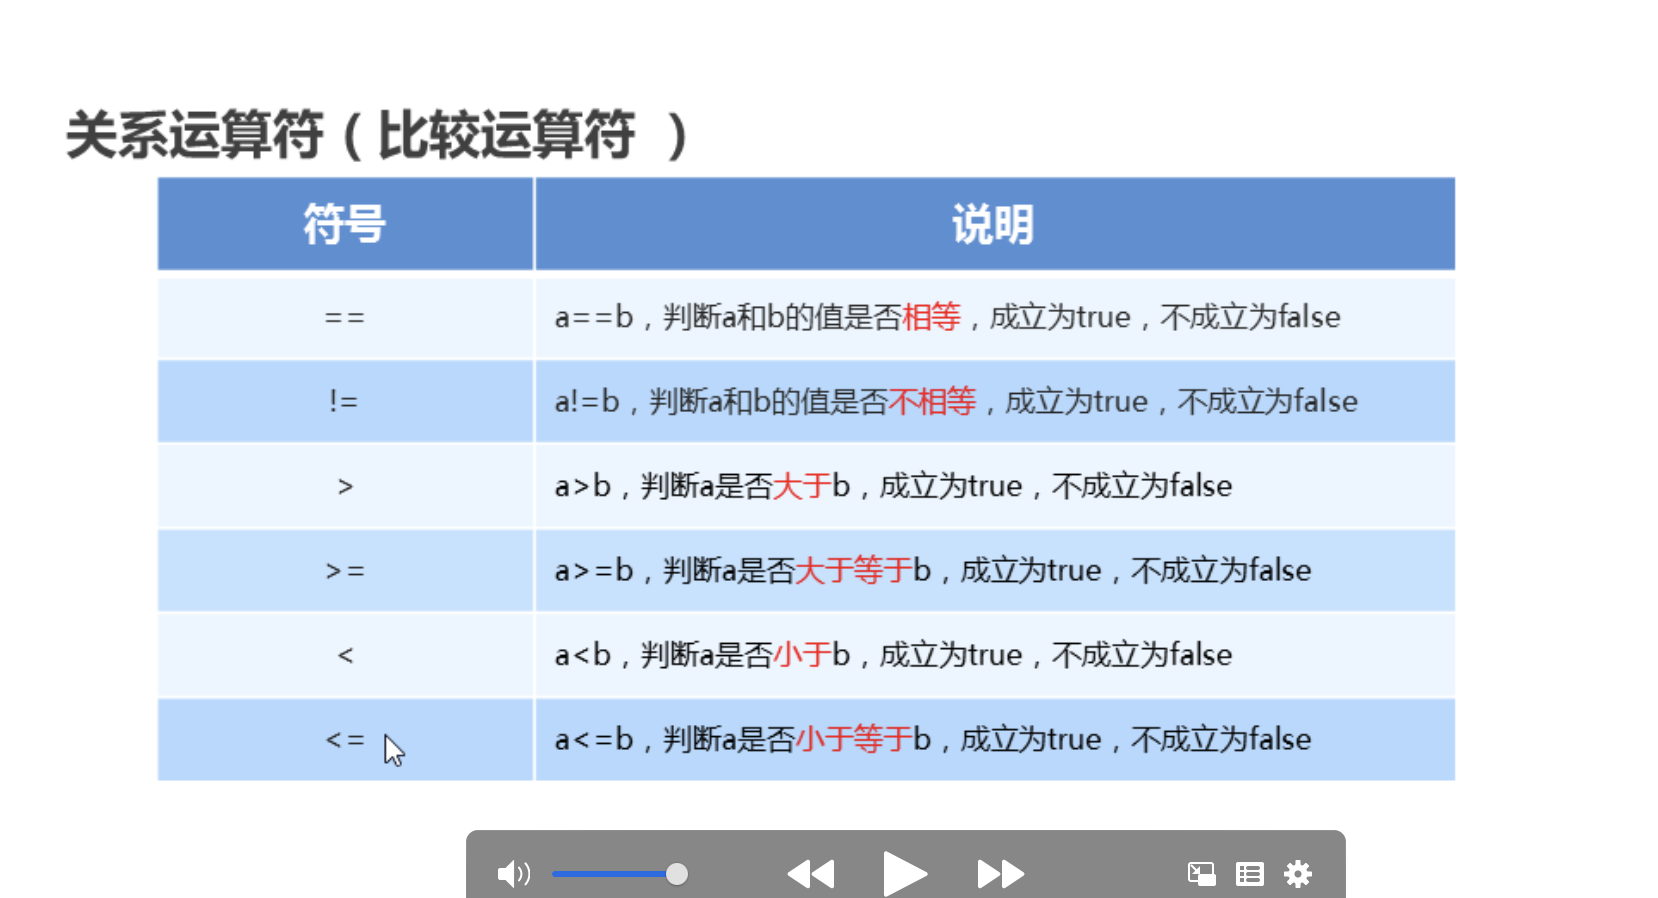 关系运算符（比较运算符 ）
符号 说明
== a==b，判断a和b的值是否相等，成立为true，不成立为false
!= a!=b，判断a和b的值是否不相等，成立为true，不成立为false
> a>b，判断a是否大于b，成立为true，不成立为false
>= a>=b，判断a是否大于等于b，成立为true，不成立为false
< a<b，判断a是否小于b，成立为true，不成立为false
<= a<=b，判断a是否小于等于b，成立为true，不成立为false